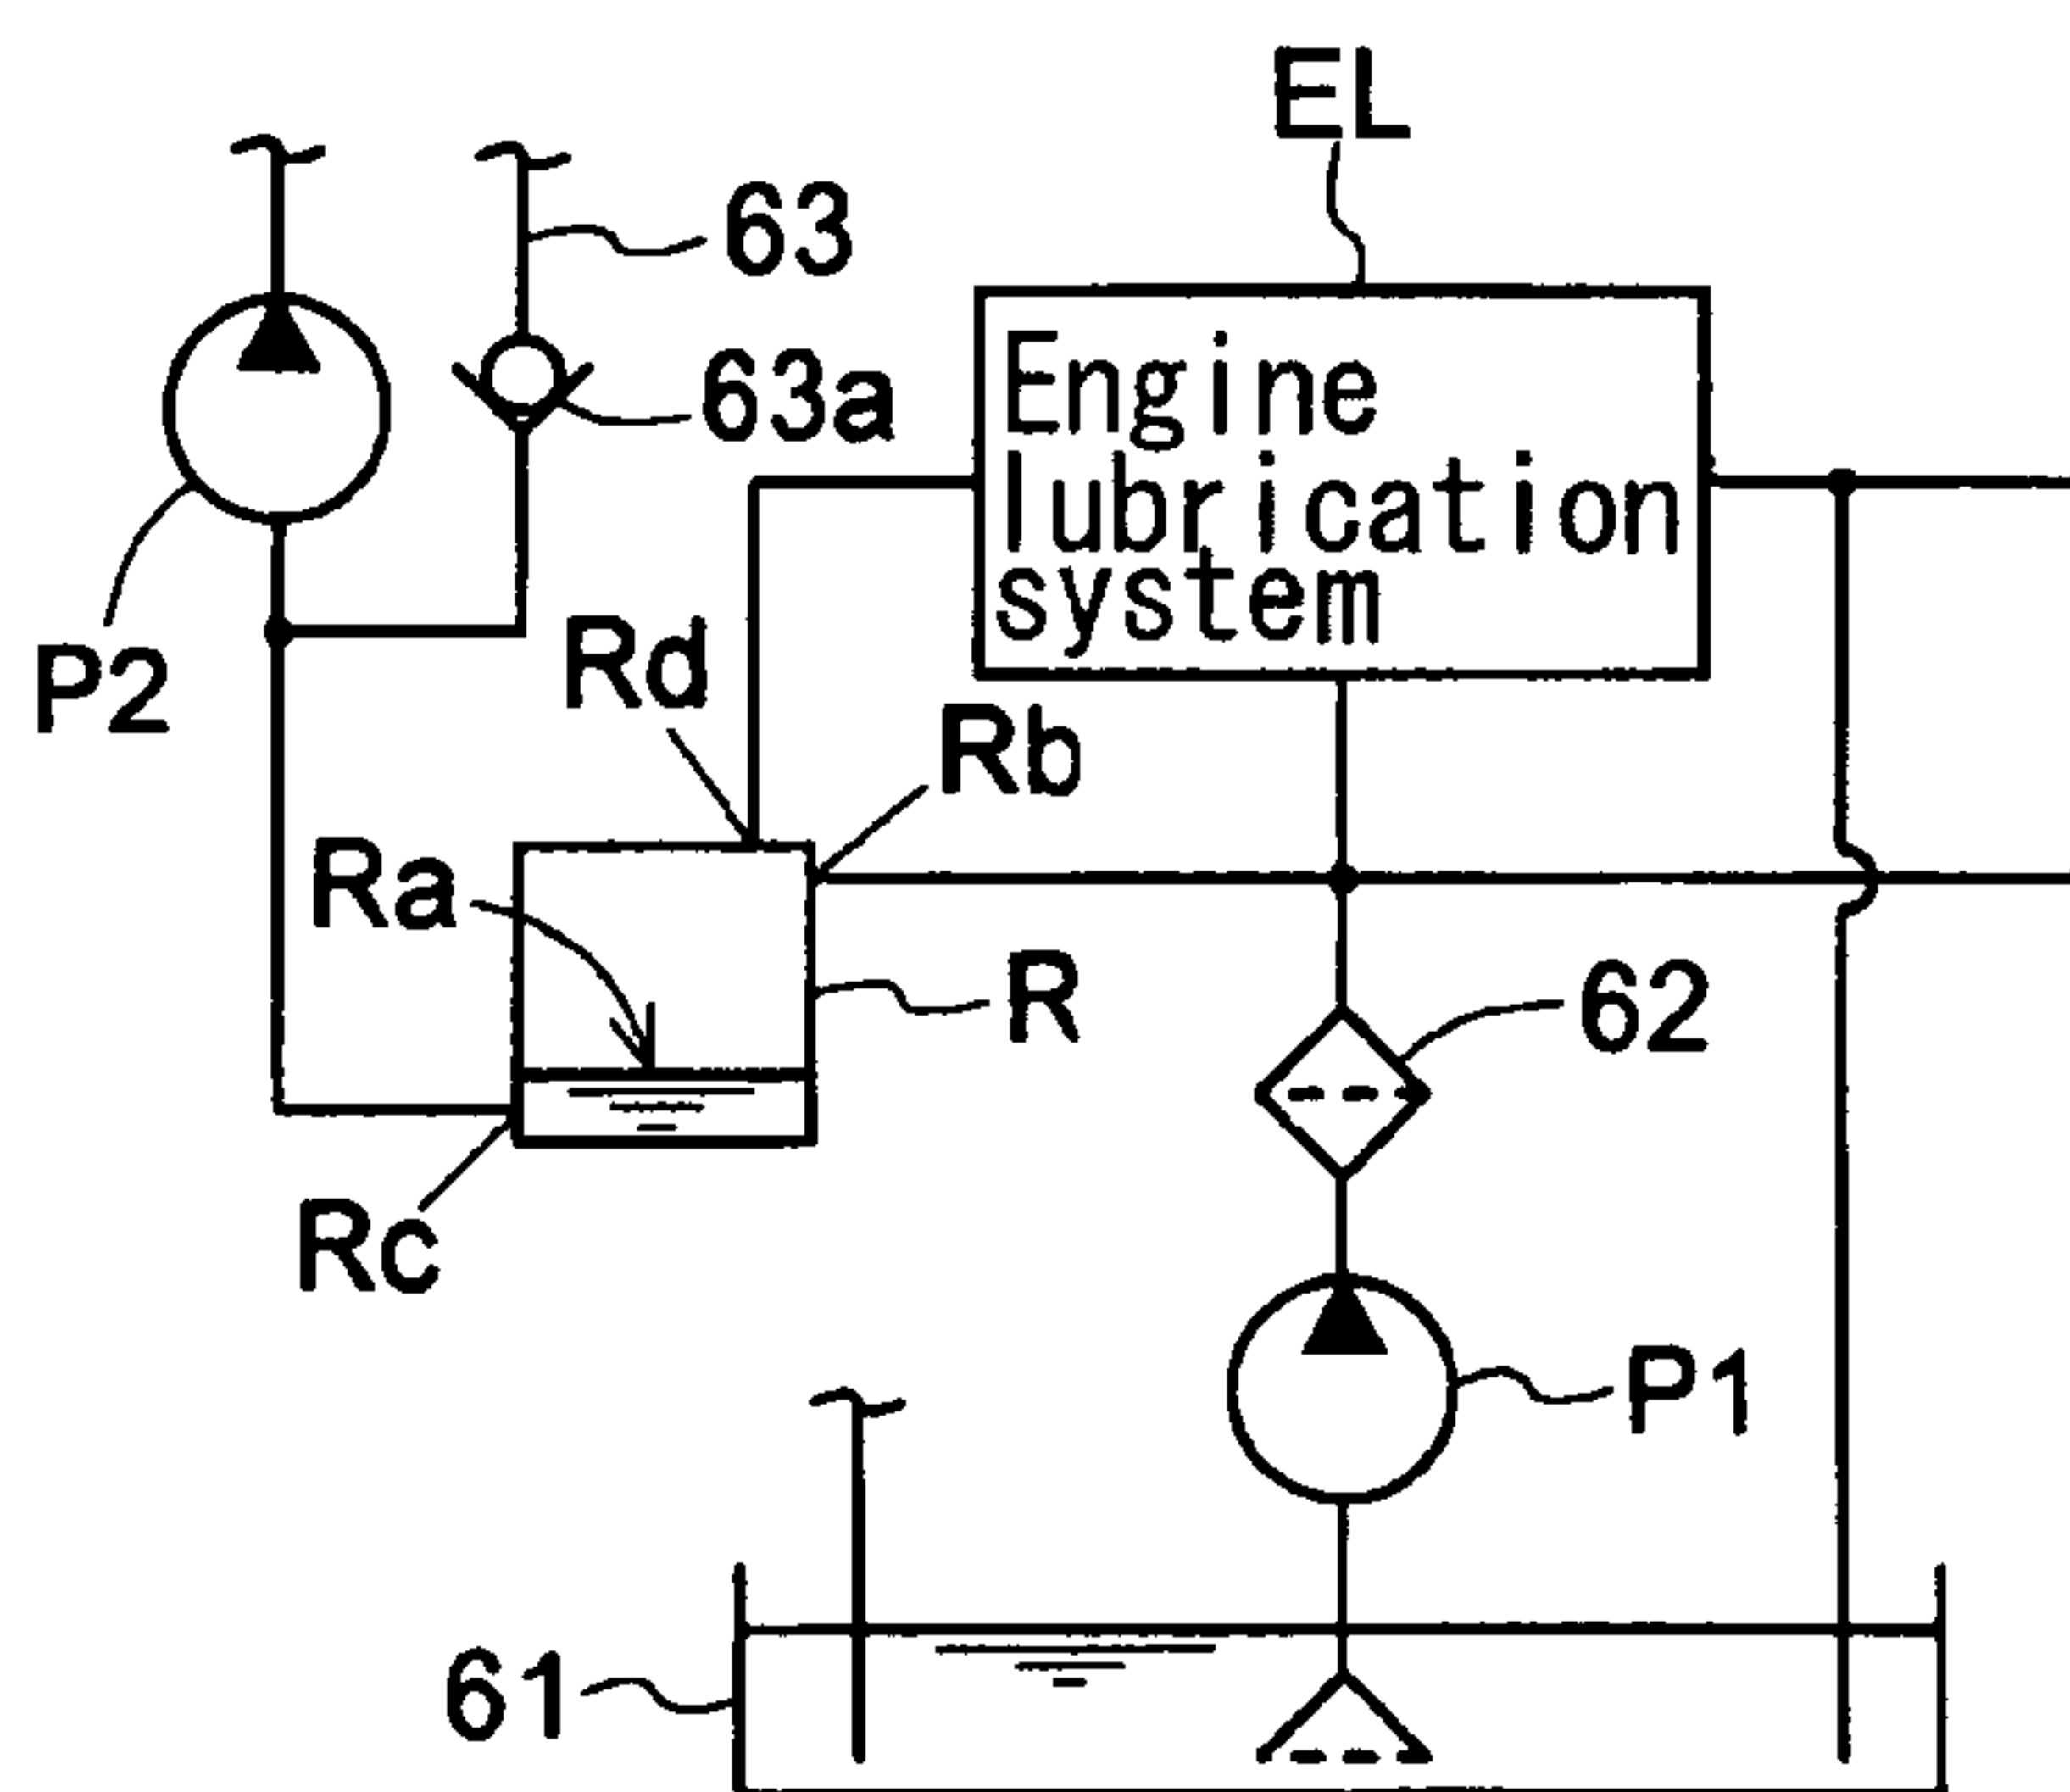 EL
63
63a
Engine
lubrication
system
P2
Rd
Rb
Ra
R
62
Rc
P1
61